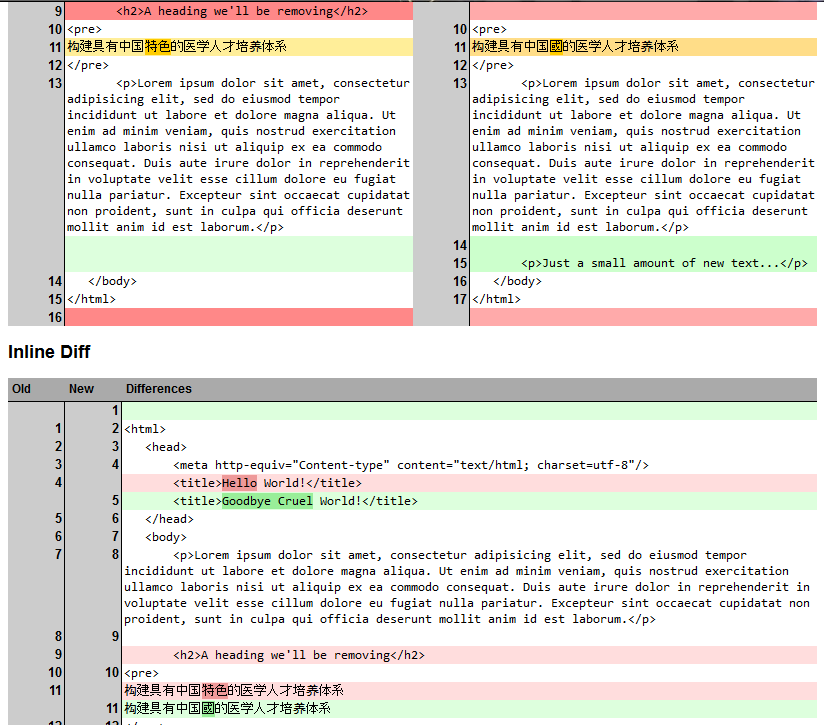 9 <h2>A heading we'll be removing</h2>
10 <pre> 10 <pre>
11 构建具有中国特色的医学人才培养体系 11 构建具有中国國的医学人才培养体系
12 </pre> 12 </pre>
13 <p>Lorem ipsum dolor sit amet, consectetur 13 <p>Lorem ipsum dolor sit amet, consectetur
adipisicing elit, sed do eiusmod tempor adipisicing elit, sed do eiusmod tempor
incididunt ut labore et dolore magna aliqua. Ut incididunt ut labore et dolore magna aliqua. Ut
enim ad minim veniam, quis nostrud exercitation enim ad minim veniam, quis nostrud exercitation
ullamco laboris nisi ut aliquip ex ea commodo ullamco laboris nisi ut aliquip ex ea commodo
consequat. Duis aute irure dolor in reprehenderit consequat. Duis aute irure dolor in reprehenderit
in voluptate velit esse cillum dolore eu fugiat in voluptate velit esse cillum dolore eu fugiat
nulla pariatur. Excepteur sint occaecat cupidatat nulla pariatur. Excepteur sint occaecat cupidatat
non proident, sunt in culpa qui officia deserunt non proident, sunt in culpa qui officia deserunt
mollit anim id est laborum.</p> mollit anim id est laborum.</p>
14
15 <p>Just a small amount of new text...</p>
14 </body> 16 </body>
15 </html> 17 </html>
16
Inline Diff
Old New Differences
1
1 2 <html>
2 3 <head>
3 4 <meta http-equiv="Content-type" content="text/html; charset=utf-8"/>
4 <title>Hello World!</title>
5 <title>Goodbye Cruel World!</title>
5 6 </head>
6 7 <body>
7 8 <p>Lorem ipsum dolor sit amet, consectetur adipisicing elit, sed do eiusmod tempor
incididunt ut labore et dolore magna aliqua. Ut enim ad minim veniam, quis nostrud exercitation
ullamco laboris nisi ut aliquip ex ea commodo consequat. Duis aute irure dolor in reprehenderit in
voluptate velit esse cillum dolore eu fugiat nulla pariatur. Excepteur sint occaecat cupidatat non
proident, sunt in culpa qui officia deserunt mollit anim id est laborum.</p>
8 9
9 <h2>A heading we'll be removing</h2>
10 10 <pre>
11 构建具有中国特色的医学人才培养体系
11 构建具有中国國的医学人才培养体系